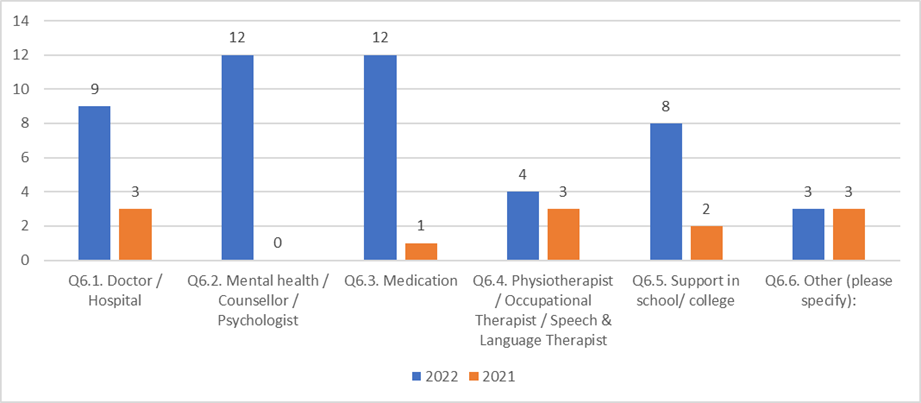 14
12
10
8
6
4
2
0
9
3
12
0
12
1
4
3
8
2
3
3
Q6.1. Doctor /
Hospital
Q6.2. Mental health /
Counsellor /
Psychologist
Q6.3. Medication
Q6.4. Physiotherapist
/ Occupational
Therapist / Speech &
Language Therapist
Q6.5. Support in
school/ college
Q6.6. Other (please
specify):
2022
2021